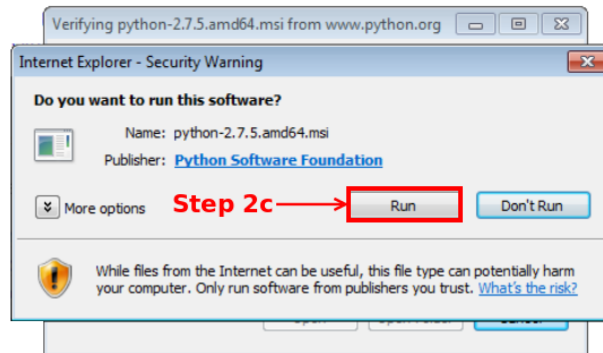 Verifying python-2.7.5.amd64.msi from www.python.org
Internet Explorer - Security Warning
Do you want to run this software?
Name: python-2.7.5.amd64.msi
Publisher: Python Software Foundation
More options
Step 2c
Run
Don't Run
While files from the Internet can be useful, this file type can potentially harm
your computer. Only run software from publishers you trust. What's the risk?